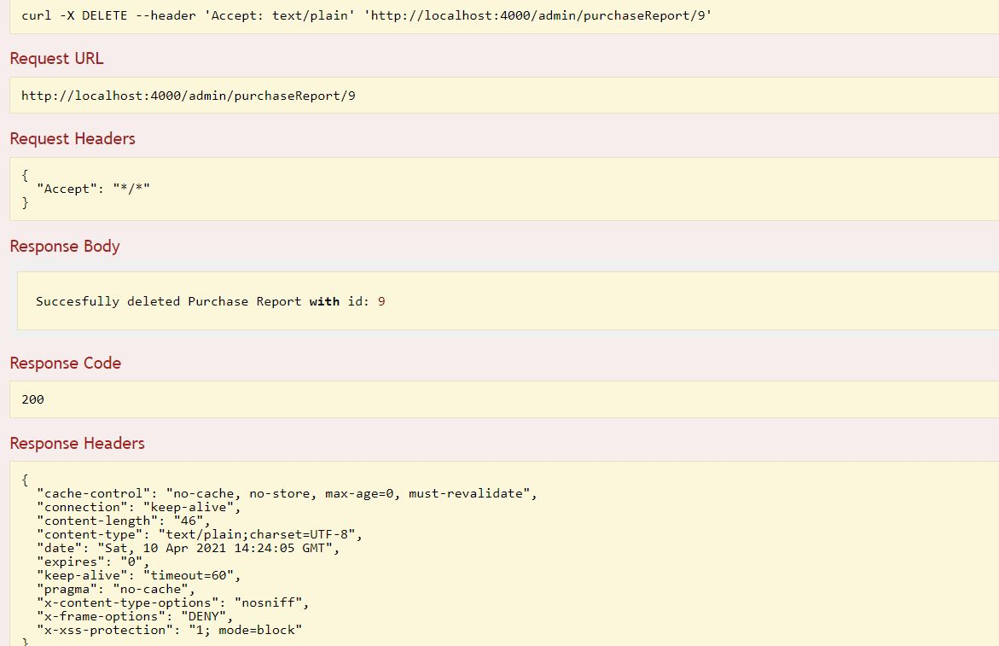 curl -X DELETE --header 'Accept: text/plain' 'http://localhost:4000/admin/purchaseReport/9'
Request URL
http://localhost:4000/admin/purchaseReport/9
Request Headers
{
  "Accept": "*/*"
}
Response Body
Succesfully deleted Purchase Report with id: 9
Response Code
200
Response Headers
{
  "cache-control": "no-cache, no-store, max-age=0, must-revalidate",
  "connection": "keep-alive",
  "content-length": "46",
  "content-type": "text/plain;charset=UTF-8",
  "date": "Sat, 10 Apr 2021 14:24:05 GMT",
  "expires": "0",
  "keep-alive": "timeout=60",
  "pragma": "no-cache",
  "x-content-type-options": "nosniff",
  "x-frame-options": "DENY",
  "x-xss-protection": "1; mode=block"
}